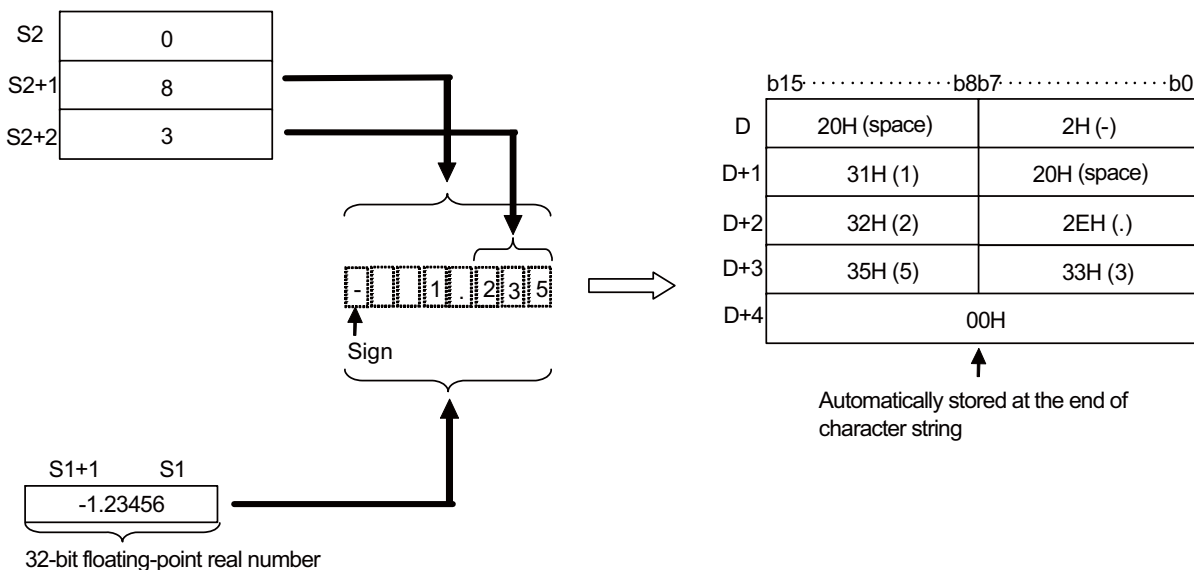 S2 0
S2+1 8
S2+2 3
- 1 . 2 3 5
Sign
S1+1 S1
-1.23456
32-bit floating-point real number
b15··················b8b7·····················b0
D 20H (space) 2H (-)
D+1 31H (1) 20H (space)
D+2 32H (2) 2EH (.)
D+3 35H (5) 33H (3)
D+4 00H
Automatically stored at the end of
character string